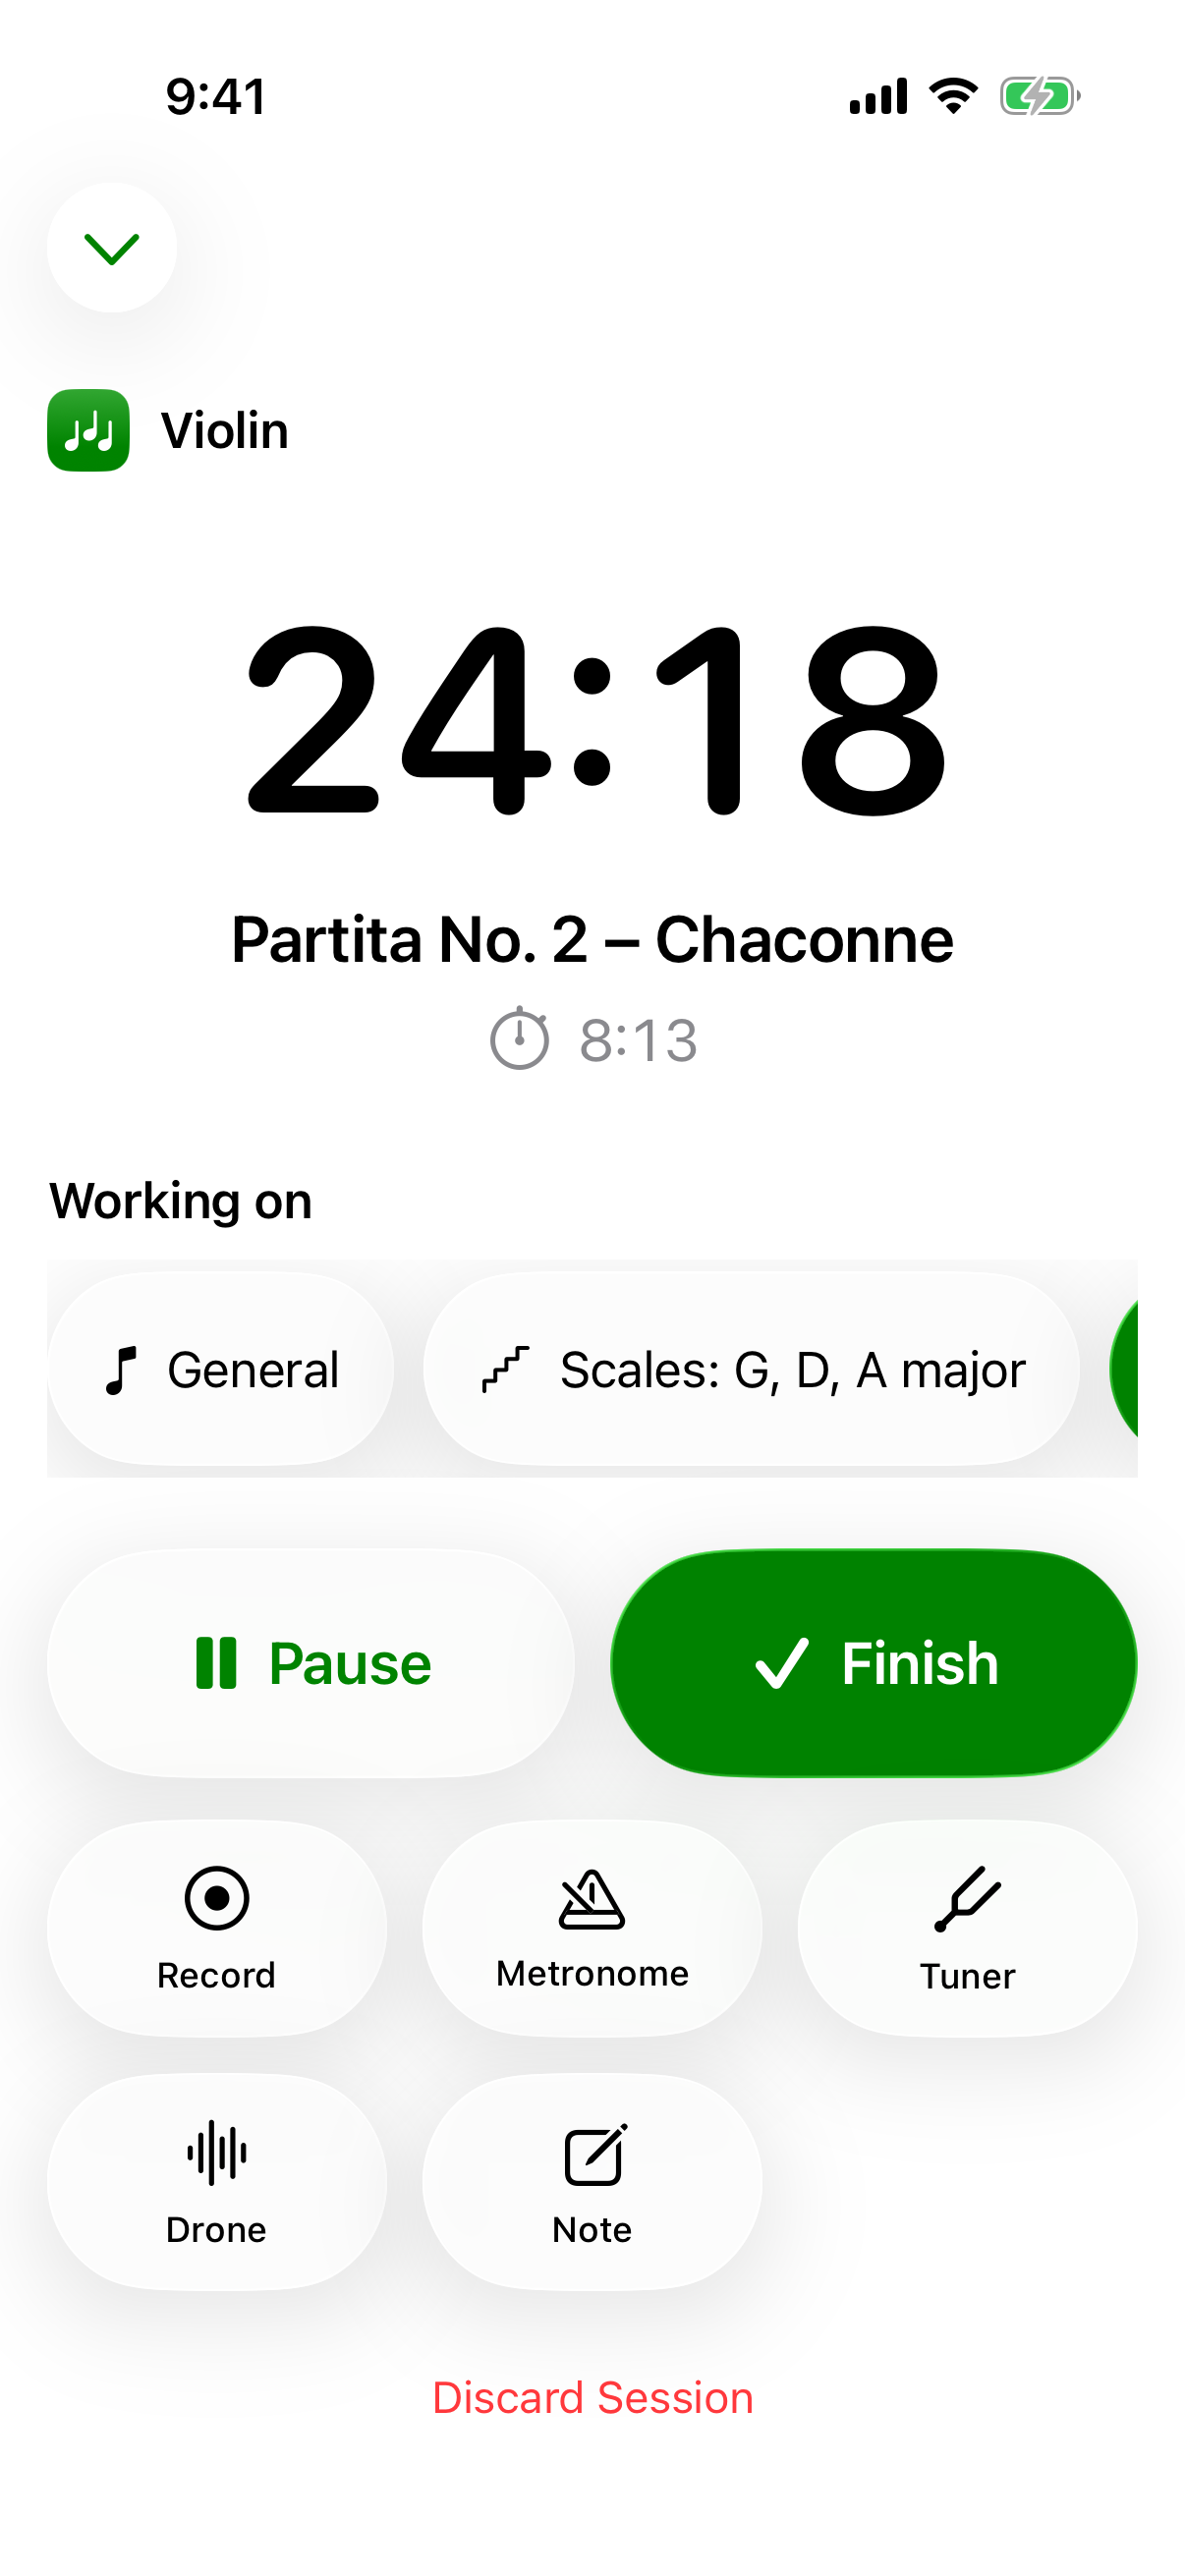 9:41
Violin
24:18
Partita No. 2 – Chaconne
8:13
Working on
General
Scales: G, D, A major
Pause
Finish
Record
Metronome
Tuner
Drone
Note
Discard Session